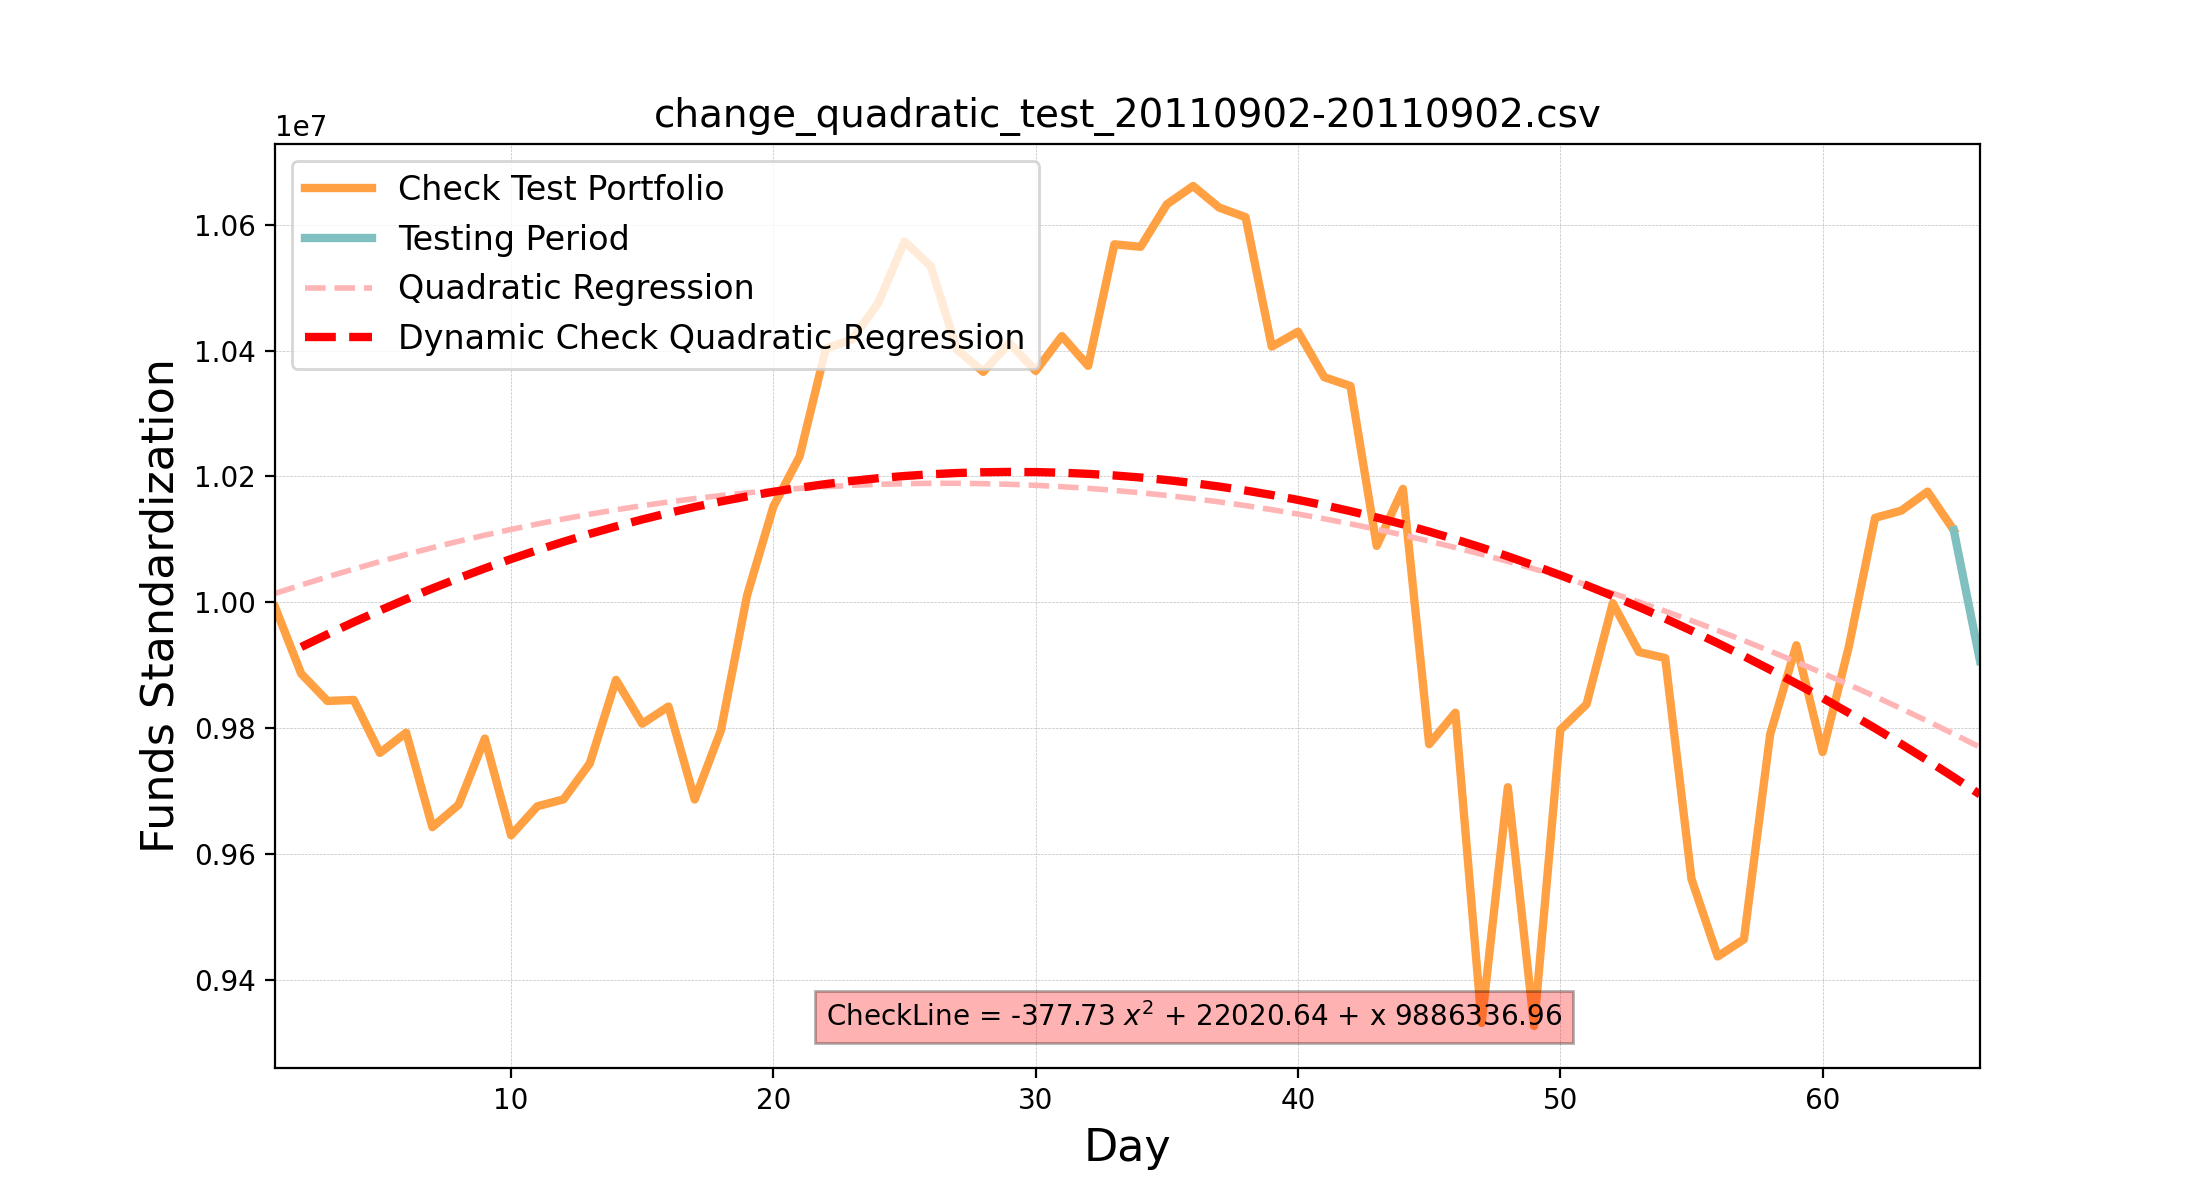 change_quadratic_test_20110902-20110902.csv
1e7
Check Test Portfolio
Testing Period
Quadratic Regression
Dynamic Check Quadratic Regression
1.06
1.04
1.02
1.00
0.98
0.96
0.94
Funds Standardization
CheckLine = -377.73 x² + 22020.64 + x 9886336.96
10 20 30 40 50 60
Day